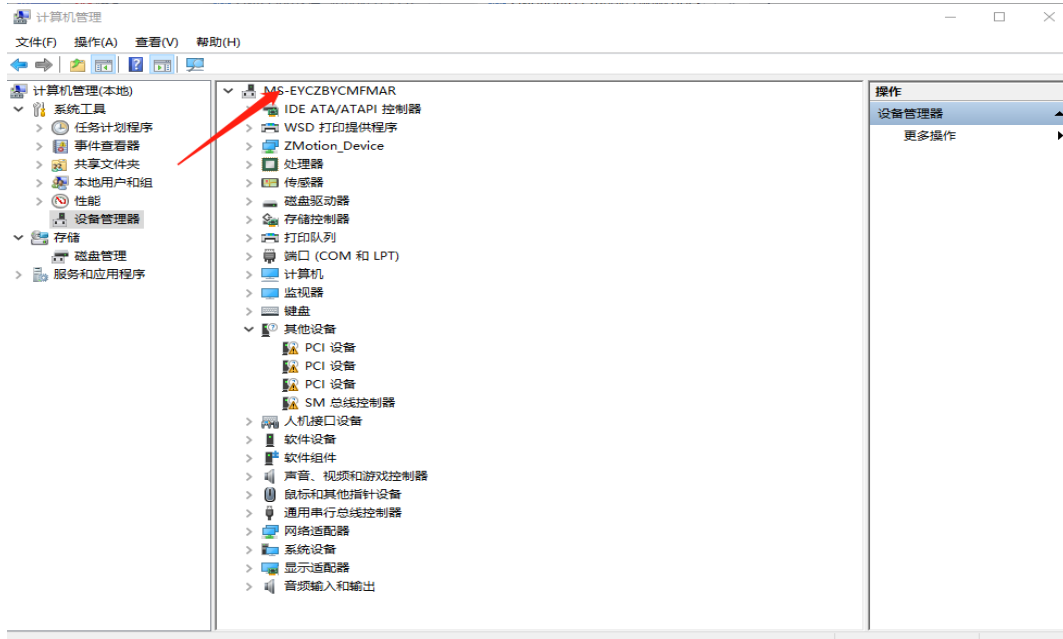 计算机管理
文件(F) 操作(A) 查看(V) 帮助(H)
计算机管理(本地)
系统工具
任务计划程序
事件查看器
共享文件夹
本地用户和组
性能
设备管理器
存储
磁盘管理
服务和应用程序
MS-EYCZBYCMFMAR
IDE ATA/ATAPI 控制器
WSD 打印提供程序
ZMotion_Device
处理器
传感器
磁盘驱动器
存储控制器
打印队列
端口 (COM 和 LPT)
计算机
监视器
键盘
其他设备
PCI 设备
PCI 设备
PCI 设备
SM 总线控制器
人机接口设备
软件设备
软件组件
声音、视频和游戏控制器
鼠标和其他指针设备
通用串行总线控制器
网络适配器
系统设备
显示适配器
音频输入和输出
操作
设备管理器
更多操作